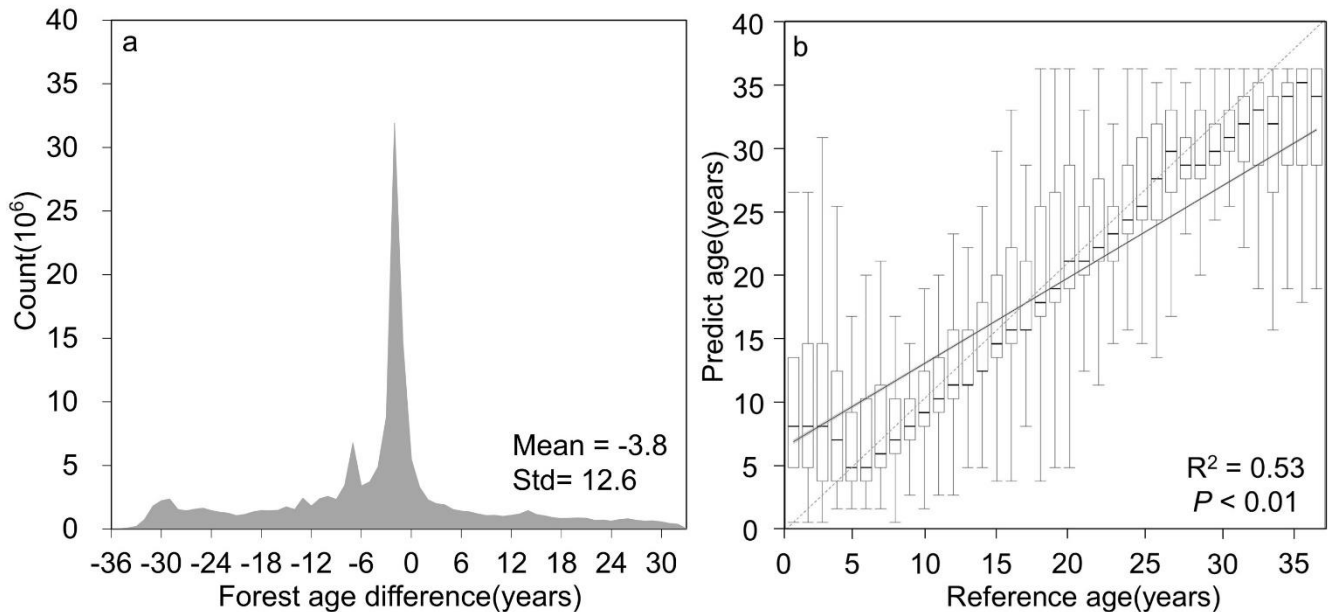 a
Count(10⁶)
40
35
30
25
20
15
10
5
0
Mean = -3.8
Std= 12.6
-36 -30 -24 -18 -12 -6 0 6 12 18 24 30
Forest age difference(years)
b
Predict age(years)
40
35
30
25
20
15
10
5
0
R² = 0.53
P < 0.01
0 5 10 15 20 25 30 35
Reference age(years)